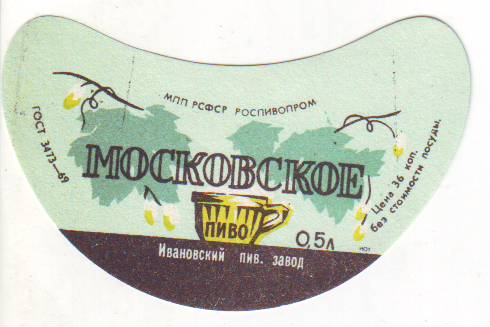 МПП РСФСР РОСПИВОПРОМ
ГОСТ 3473—69
МОСКОВСКОЕ
ПИВО
0,5л
Цена 36 коп.
без стоимости посуды.
Ивановский пив. завод